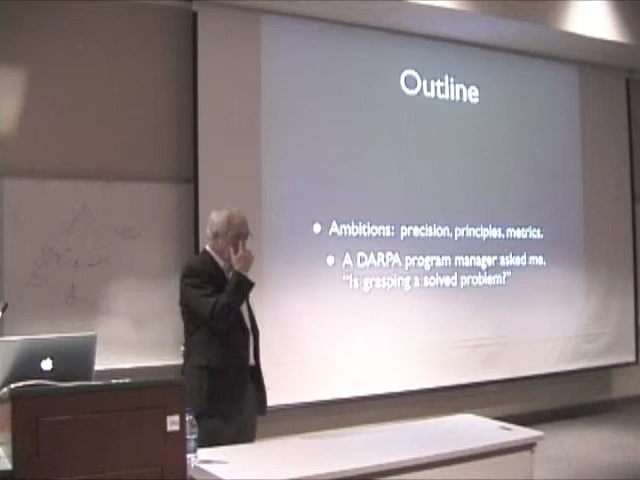 Outline
• Ambitions: precision, principles, metrics.
• A DARPA program manager asked me,
"Is grasping a solved problem?"